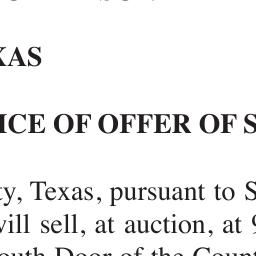 XAS
ICE OF OFFER OF S
ty, Texas, pursuant to S
will sell, at auction, at 9
outh Door of the Count